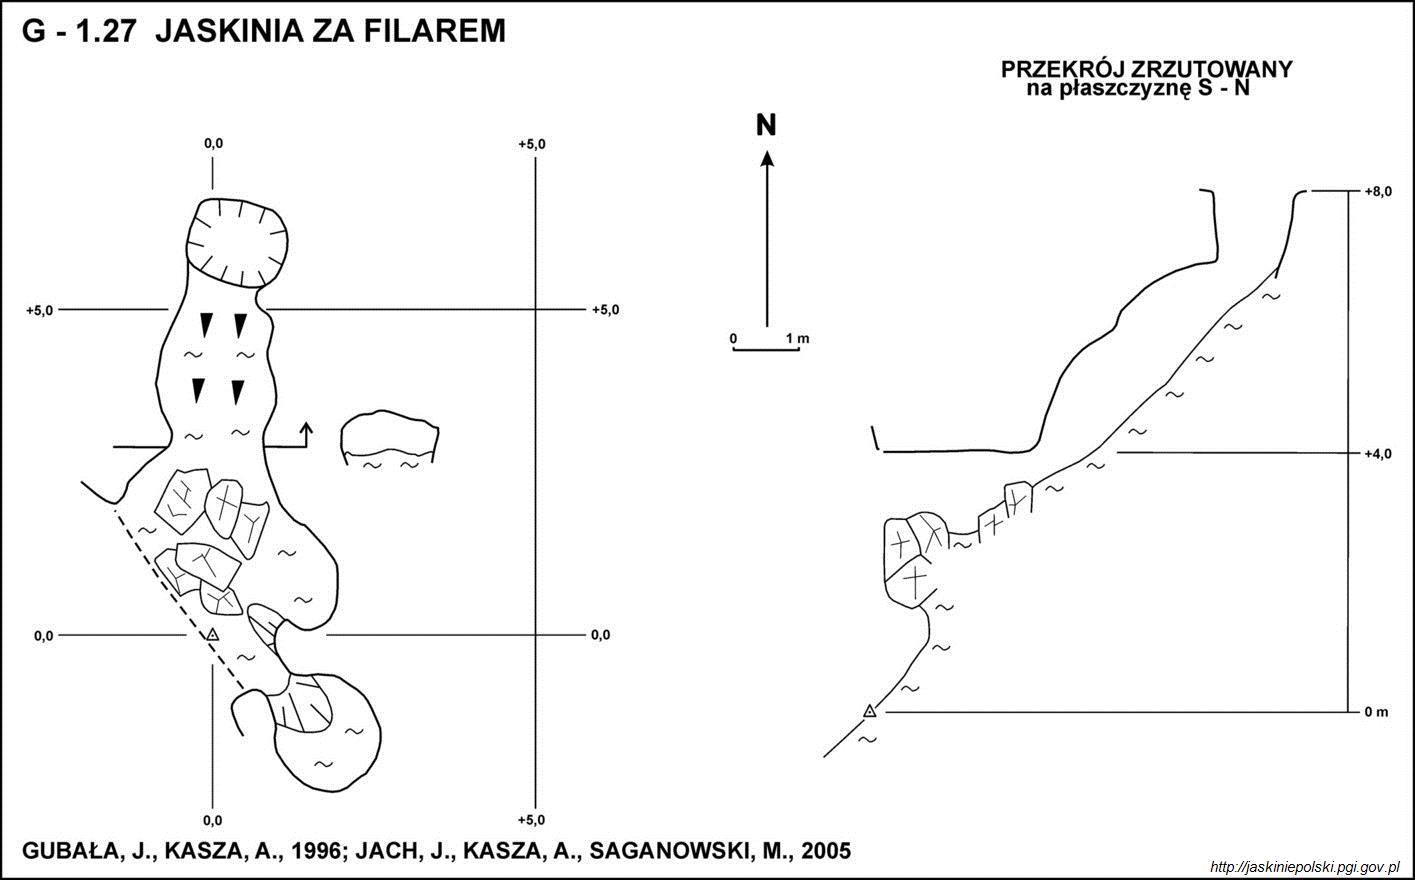 G - 1.27 JASKINIA ZA FILAREM
PRZEKRÓJ ZRZUTOWANY
na płaszczyznę S - N
N
0,0
+5,0
+8,0
+5,0
+5,0
0 1 m
+4,0
0,0
0,0
0 m
0,0
+5,0
GUBAŁA, J., KASZA, A., 1996; JACH, J., KASZA, A., SAGANOWSKI, M., 2005
http://jaskiniepolski.pgi.gov.pl